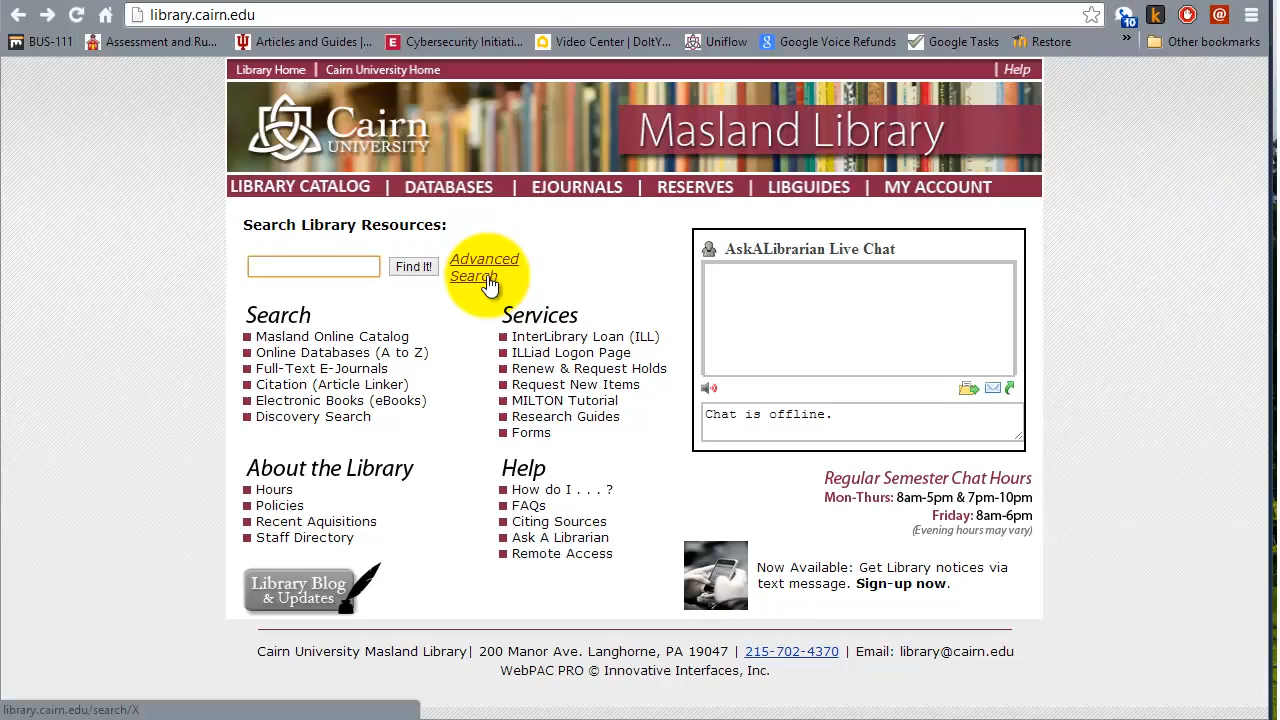 library.cairn.edu
10
k
BUS-111
Assessment and Ru...
Articles and Guides |...
Cybersecurity Initiati...
Video Center | DoItY...
Uniflow
Google Voice Refunds
Google Tasks
Restore
»
Other bookmarks
Library Home | Cairn University Home | Help
Cairn
UNIVERSITY
Masland Library
LIBRARY CATALOG | DATABASES | EJOURNALS | RESERVES | LIBGUIDES | MY ACCOUNT
Search Library Resources:
Find It!
Advanced
Search
Search
Masland Online Catalog
Online Databases (A to Z)
Full-Text E-Journals
Citation (Article Linker)
Electronic Books (eBooks)
Discovery Search
Services
InterLibrary Loan (ILL)
ILLiad Logon Page
Renew & Request Holds
Request New Items
MILTON Tutorial
Research Guides
Forms
AskALibrarian Live Chat
Chat is offline.
About the Library
Hours
Policies
Recent Aquisitions
Staff Directory
Help
How do I . . . ?
FAQs
Citing Sources
Ask A Librarian
Remote Access
Regular Semester Chat Hours
Mon-Thurs: 8am-5pm & 7pm-10pm
Friday: 8am-6pm
(Evening hours may vary)
Library Blog
& Updates
Now Available: Get Library notices via
text message. Sign-up now.
Cairn University Masland Library| 200 Manor Ave. Langhorne, PA 19047 | 215-702-4370 | Email: library@cairn.edu
WebPAC PRO © Innovative Interfaces, Inc.
library.cairn.edu/search/X